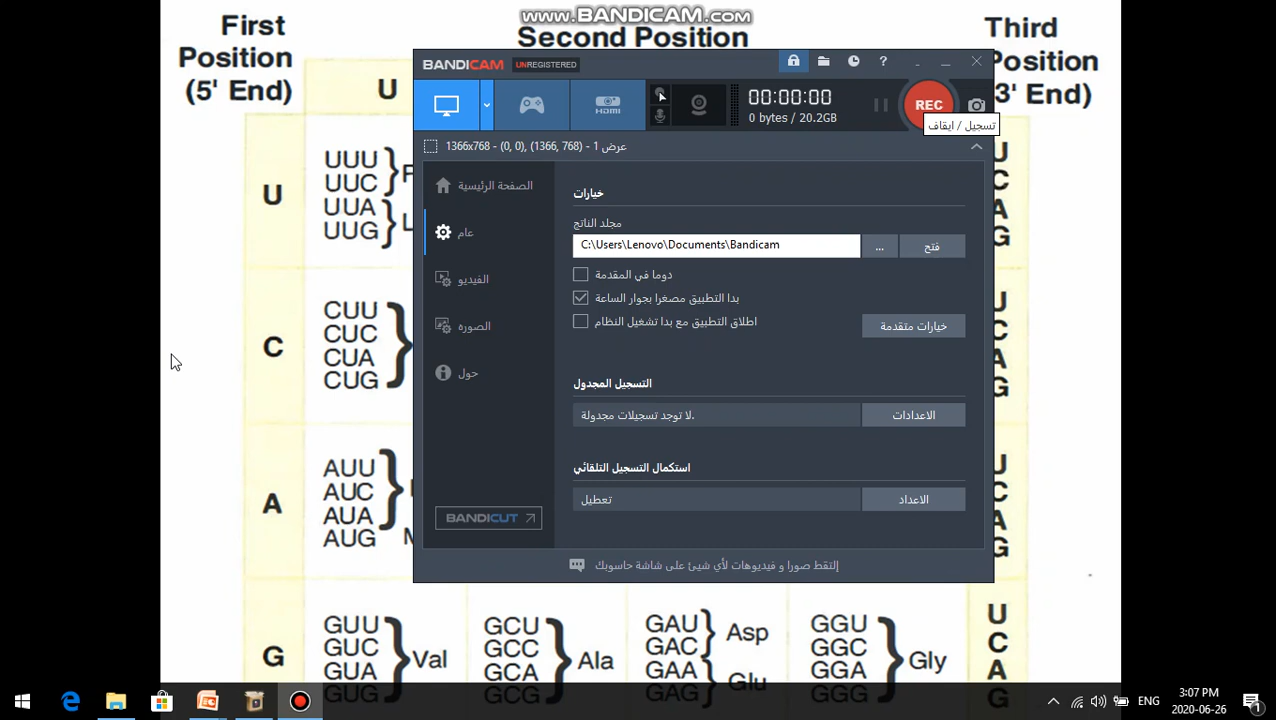 www.BANDICAM.com
First
Position
(5' End)
Second Position
Third
Position
3' End)
U
BANDICAM UNREGISTERED
?
00:00:00
0 bytes / 20.2GB
REC
تسجيل / ايقاف
1366x768 - (0, 0), (1366, 768) - عرض 1
الصفحة الرئيسية
عام
الفيديو
الصوره
حول
BANDICUT
خيارات
مجلد الناتج
C:\Users\Lenovo\Documents\Bandicam
...
فتح
دوما في المقدمة
بدا التطبيق مصغرا بجوار الساعة
اطلاق التطبيق مع بدا تشغيل النظام
خيارات متقدمة
التسجيل المجدول
لا توجد تسجيلات مجدولة.
الاعدادات
استكمال التسجيل التلقائي
تعطيل
الاعداد
إلتقط صورا و فيديوهات لأي شيئ على شاشة حاسوبك
U
UUU
UUC
UUA
UUG
U
C
A
G
C
CUU
CUC
CUA
CUG
U
C
A
G
A
AUU
AUC
AUA
AUG
U
C
A
G
G
GUU
GUC
GUA
GUG
Val
GCU
GCC
GCA
GCG
Ala
GAU
GAC
GAA
GAG
Asp
Glu
GGU
GGC
GGA
GGG
Gly
U
C
A
G
ENG
3:07 PM
2020-06-26
1